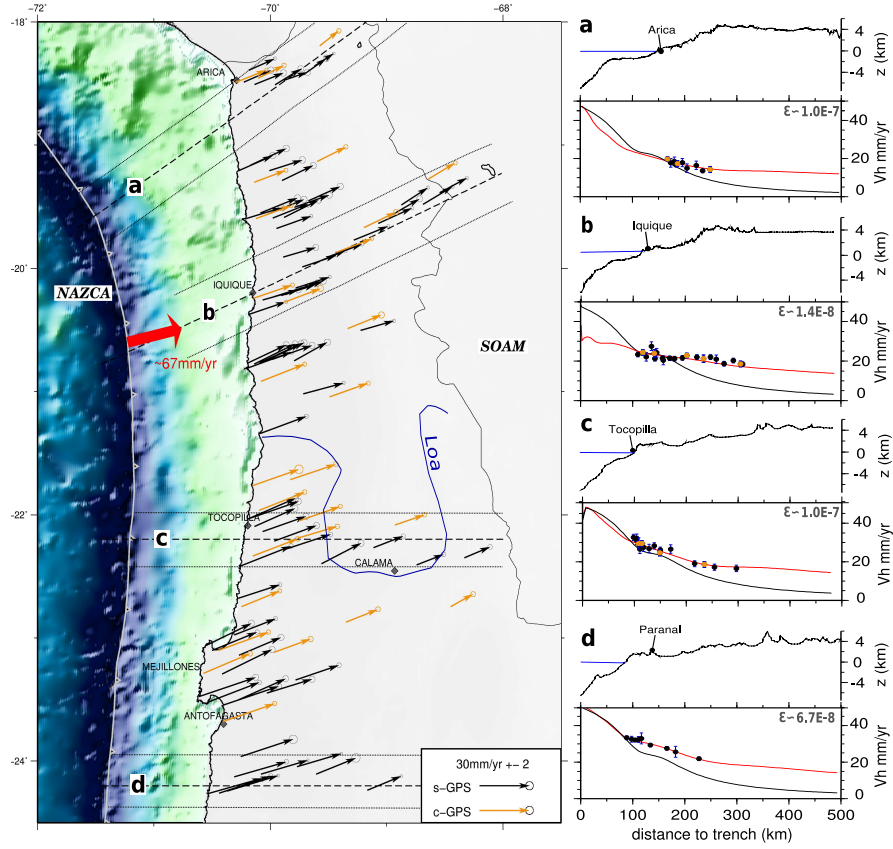 −72°
−70°
−68°
−18°
−20°
−22°
−24°
ARICA
a
NAZCA
IQUIQUE
b
~67mm/yr
SOAM
Loa
TOCOPILLA
c
CALAMA
MEJILLONES
ANTOFAGASTA
d
30mm/yr +− 2
s−GPS
c−GPS
a
Arica
4
0
−4
z (km)
ε∼1.0E-7
40
20
0
Vh mm/yr
b
Iquique
4
0
−4
z (km)
ε∼1.4E-8
40
20
0
Vh mm/yr
c
Tocopilla
4
0
−4
z (km)
ε∼1.0E-7
40
20
0
Vh mm/yr
d
Paranal
4
0
−4
z (km)
ε∼6.7E-8
40
20
0
Vh mm/yr
0 100 200 300 400 500
distance to trench (km)